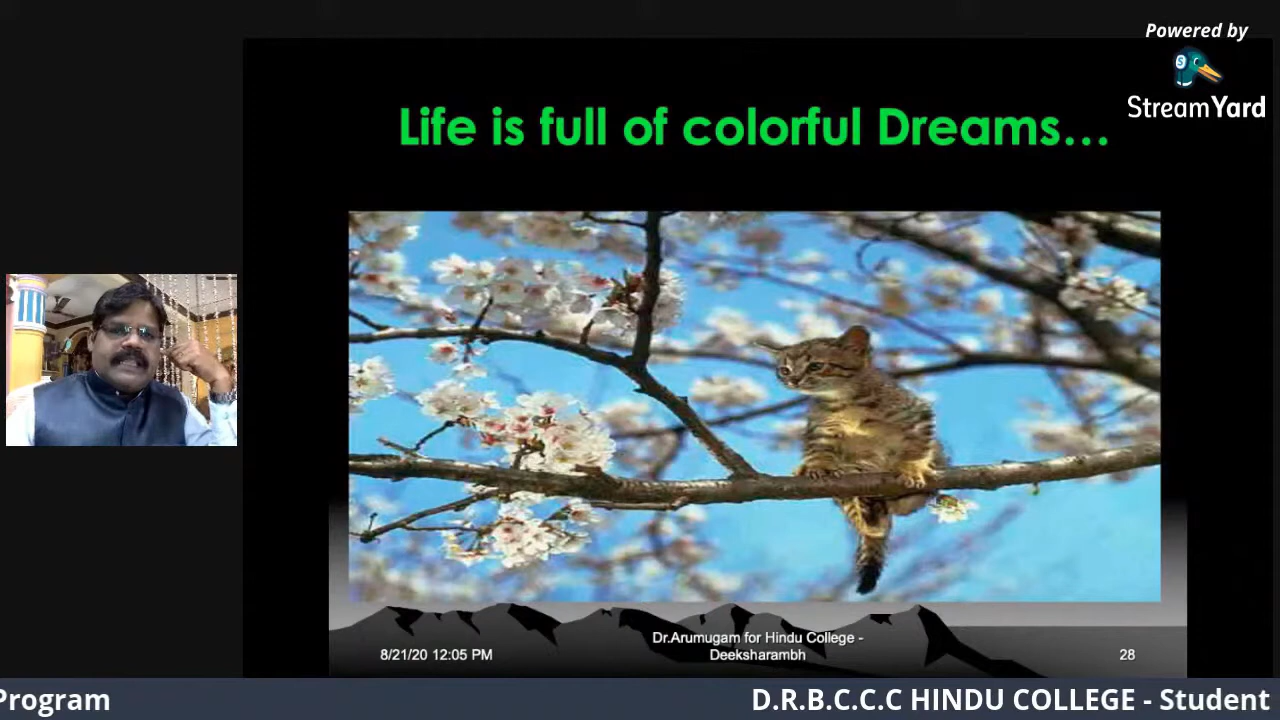 Powered by
StreamYard
Life is full of colorful Dreams...
8/21/20 12:05 PM
Dr.Arumugam for Hindu College -
Deeksharambh
28
Program
D.R.B.C.C.C HINDU COLLEGE - Student